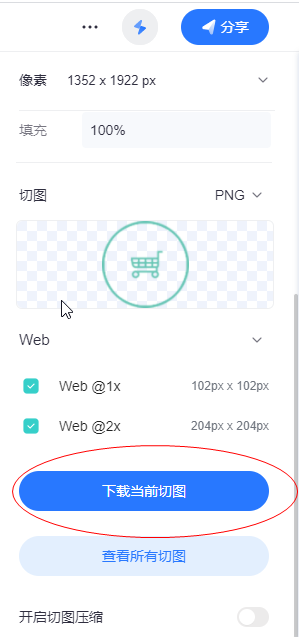 分享
像素 1352 x 1922 px
填充 100%
切图 PNG
Web
Web @1x 102px x 102px
Web @2x 204px x 204px
下载当前切图
查看所有切图
开启切图压缩